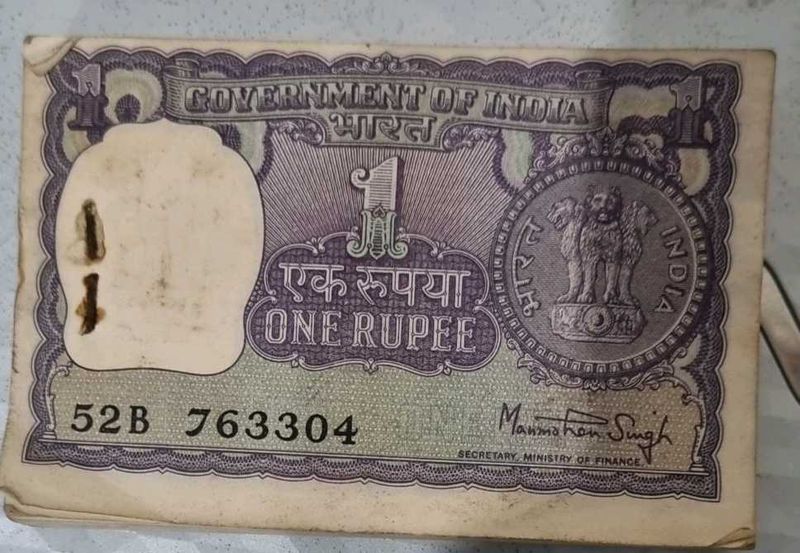 1 1
GOVERNMENT OF INDIA
भारत
1
एक रुपया
ONE RUPEE
भारत INDIA
52B 763304
Manmohan Singh
SECRETARY, MINISTRY OF FINANCE